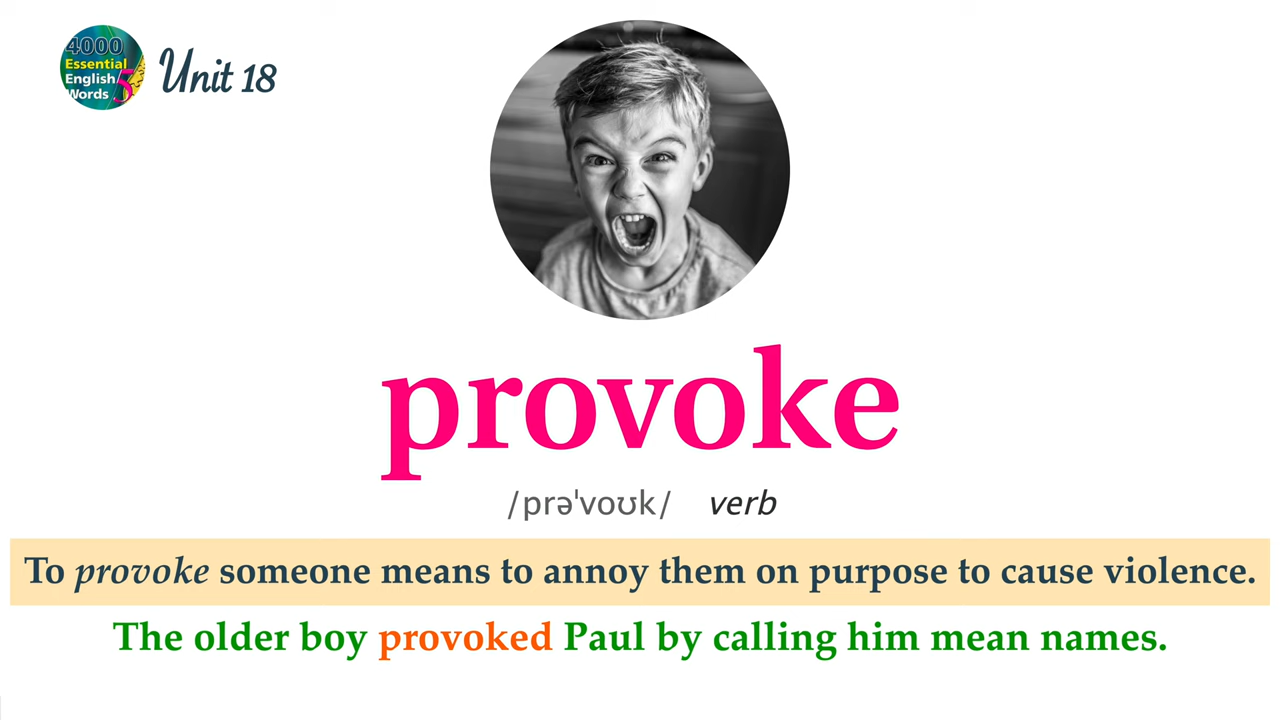 4000
Essential
English
Words 5
Unit 18
provoke
/prəˈvoʊk/ verb
To provoke someone means to annoy them on purpose to cause violence.
The older boy provoked Paul by calling him mean names.